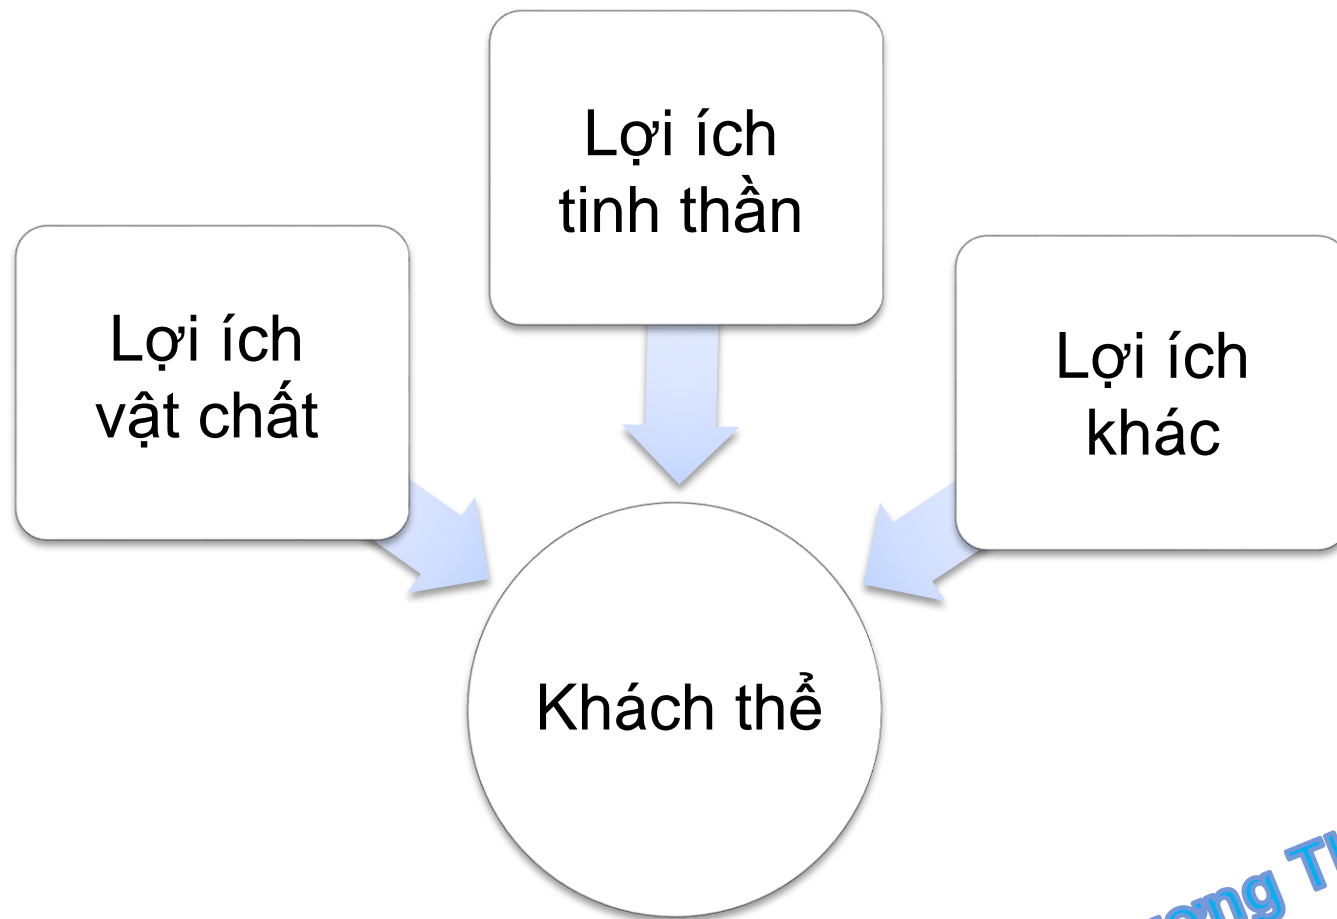 Lợi ích
tinh thần
Lợi ích
vật chất
Lợi ích
khác
Khách thể